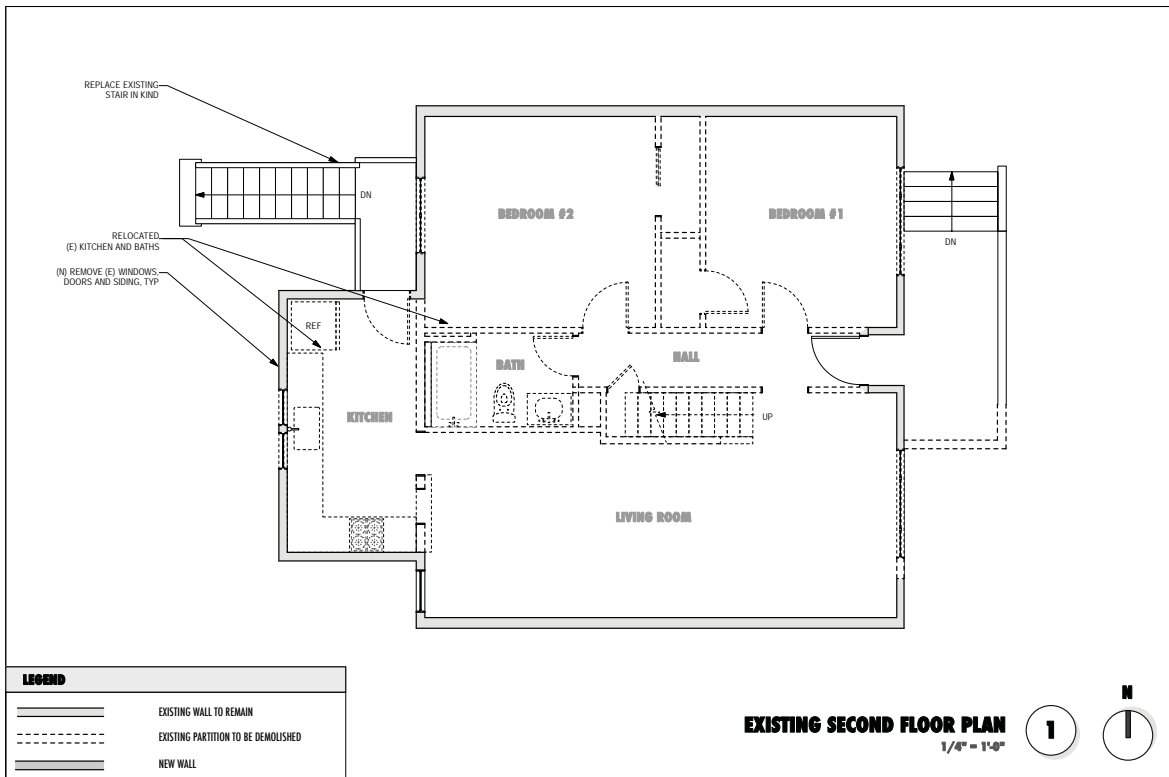 REPLACE EXISTING
STAIR IN KIND
DN
BEDROOM #2
BEDROOM #1
RELOCATED
(E) KITCHEN AND BATHS
DN
(N) REMOVE (E) WINDOWS,
DOORS AND SIDING, TYP
REF
BATH
HALL
KITCHEN
UP
LIVING ROOM
LEGEND
EXISTING WALL TO REMAIN
EXISTING PARTITION TO BE DEMOLISHED
NEW WALL
EXISTING SECOND FLOOR PLAN
1/4" = 1'-0"
1
N